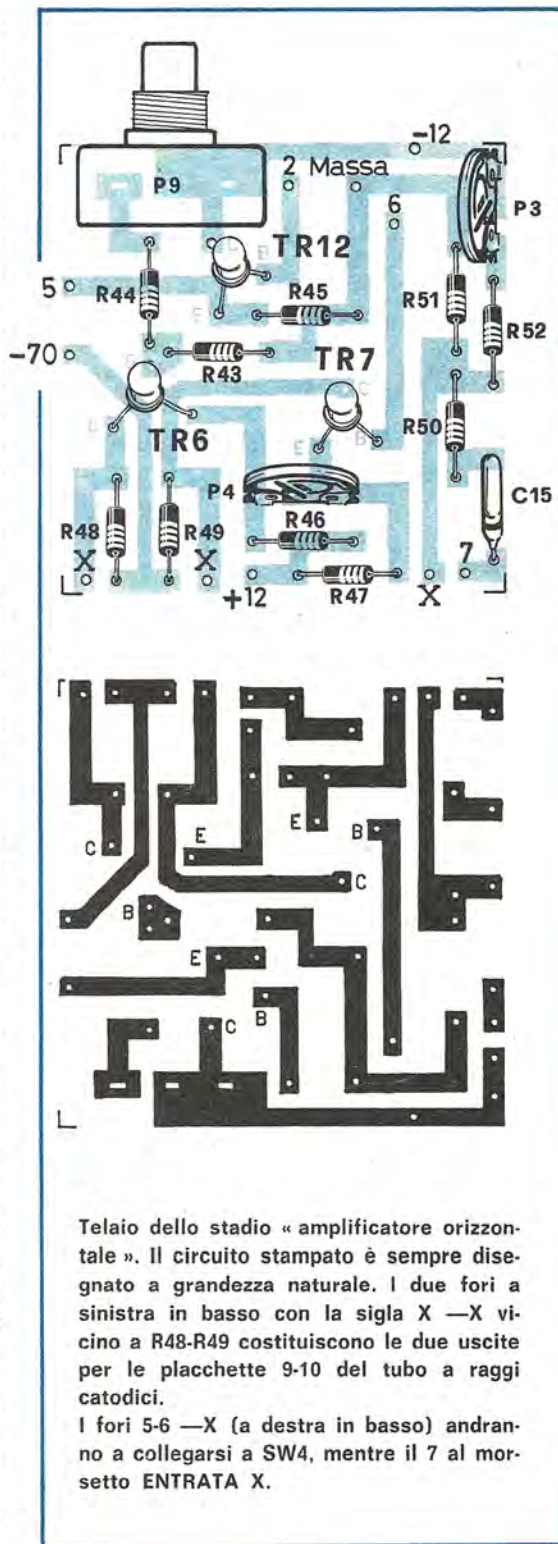 -12
P9
2 Massa
6
P3
TR12
B
E
5
R44
R45
R51
R52
-70
R43
TR7
C
TR6
E
B
R50
P4
C15
R48
R49
R46
X
X
+12
R47
X
7
C
E
E
B
C
B
E
B
C
Telaio dello stadio « amplificatore orizzon-
tale ». Il circuito stampato è sempre dise-
gnato a grandezza naturale. I due fori a
sinistra in basso con la sigla X —X vi-
cino a R48-R49 costituiscono le due uscite
per le placchette 9-10 del tubo a raggi
catodici.
I fori 5-6 —X (a destra in basso) andran-
no a collegarsi a SW4, mentre il 7 al mor-
setto ENTRATA X.